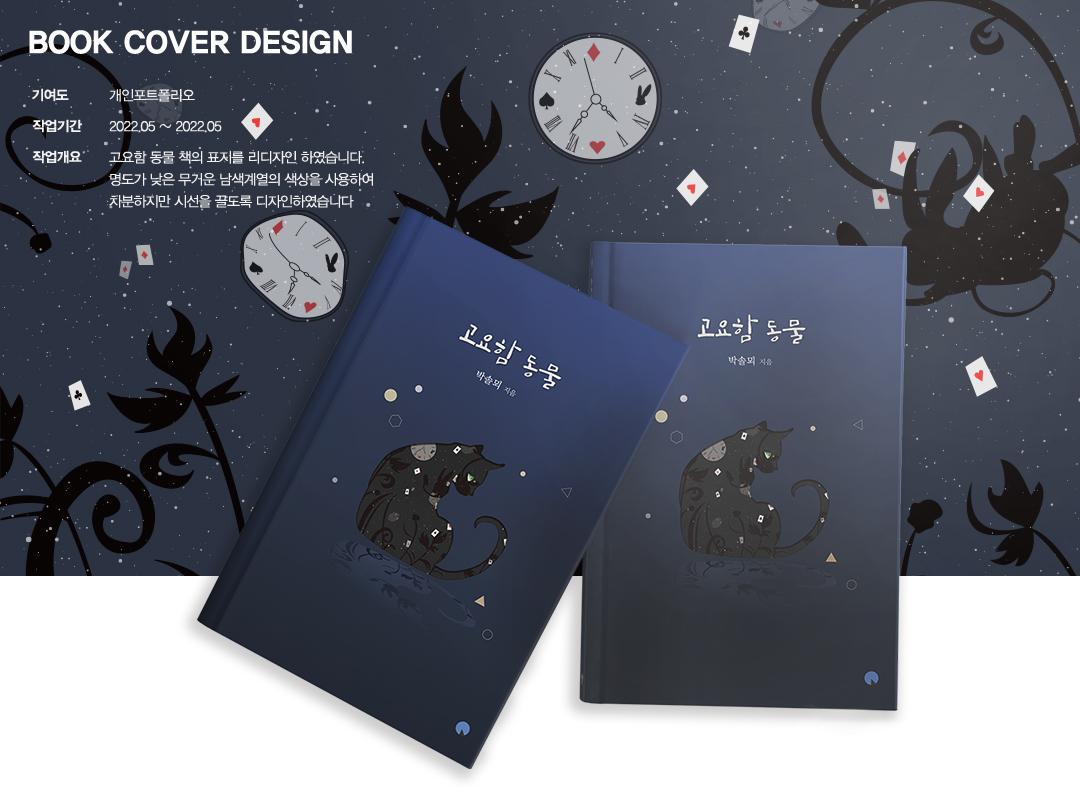 BOOK COVER DESIGN
기여도 개인포트폴리오
작업기간 2022.05 ~ 2022.05
작업개요 고요함 동물 책의 표지를 리디자인 하였습니다.
명도가 낮은 무거운 남색계열의 색상을 사용하여
차분하지만 시선을 끌도록 디자인하였습니다
고요함 동물
박솔뫼 지음
고요함 동물
박솔뫼 지음